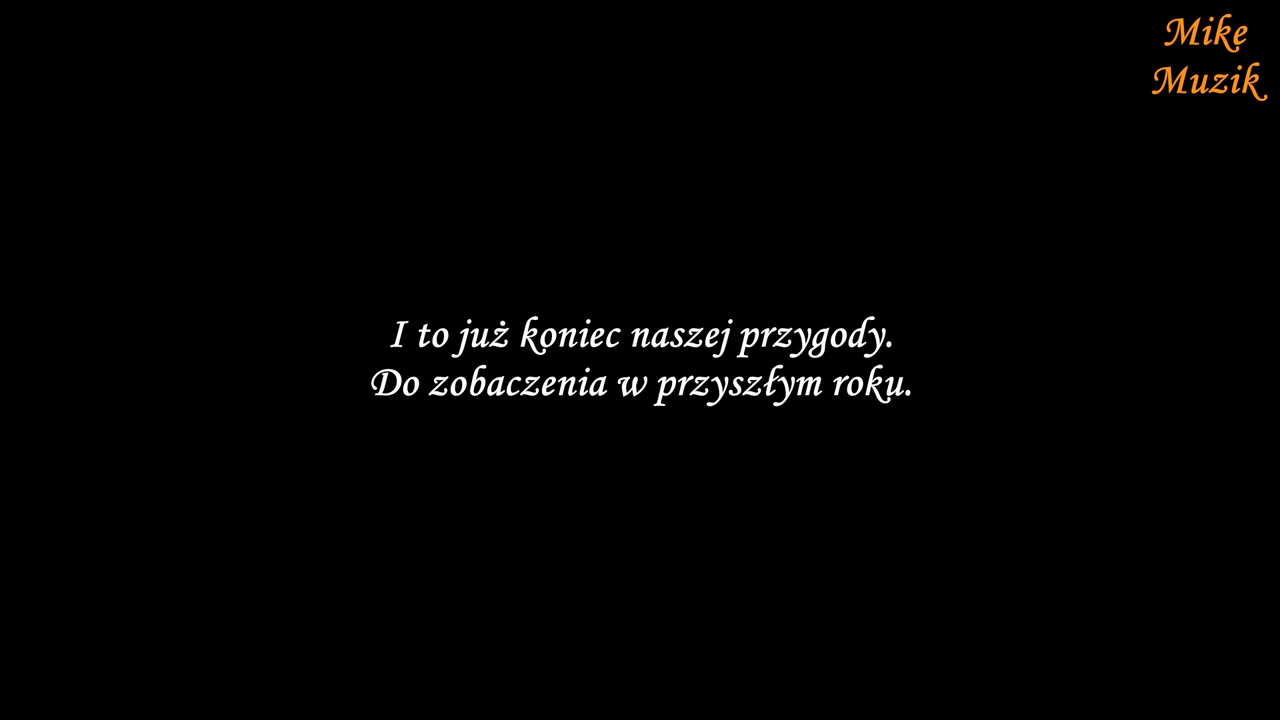 Mike
Muzik
I to już koniec naszej przygody.
Do zobaczenia w przyszłym roku.